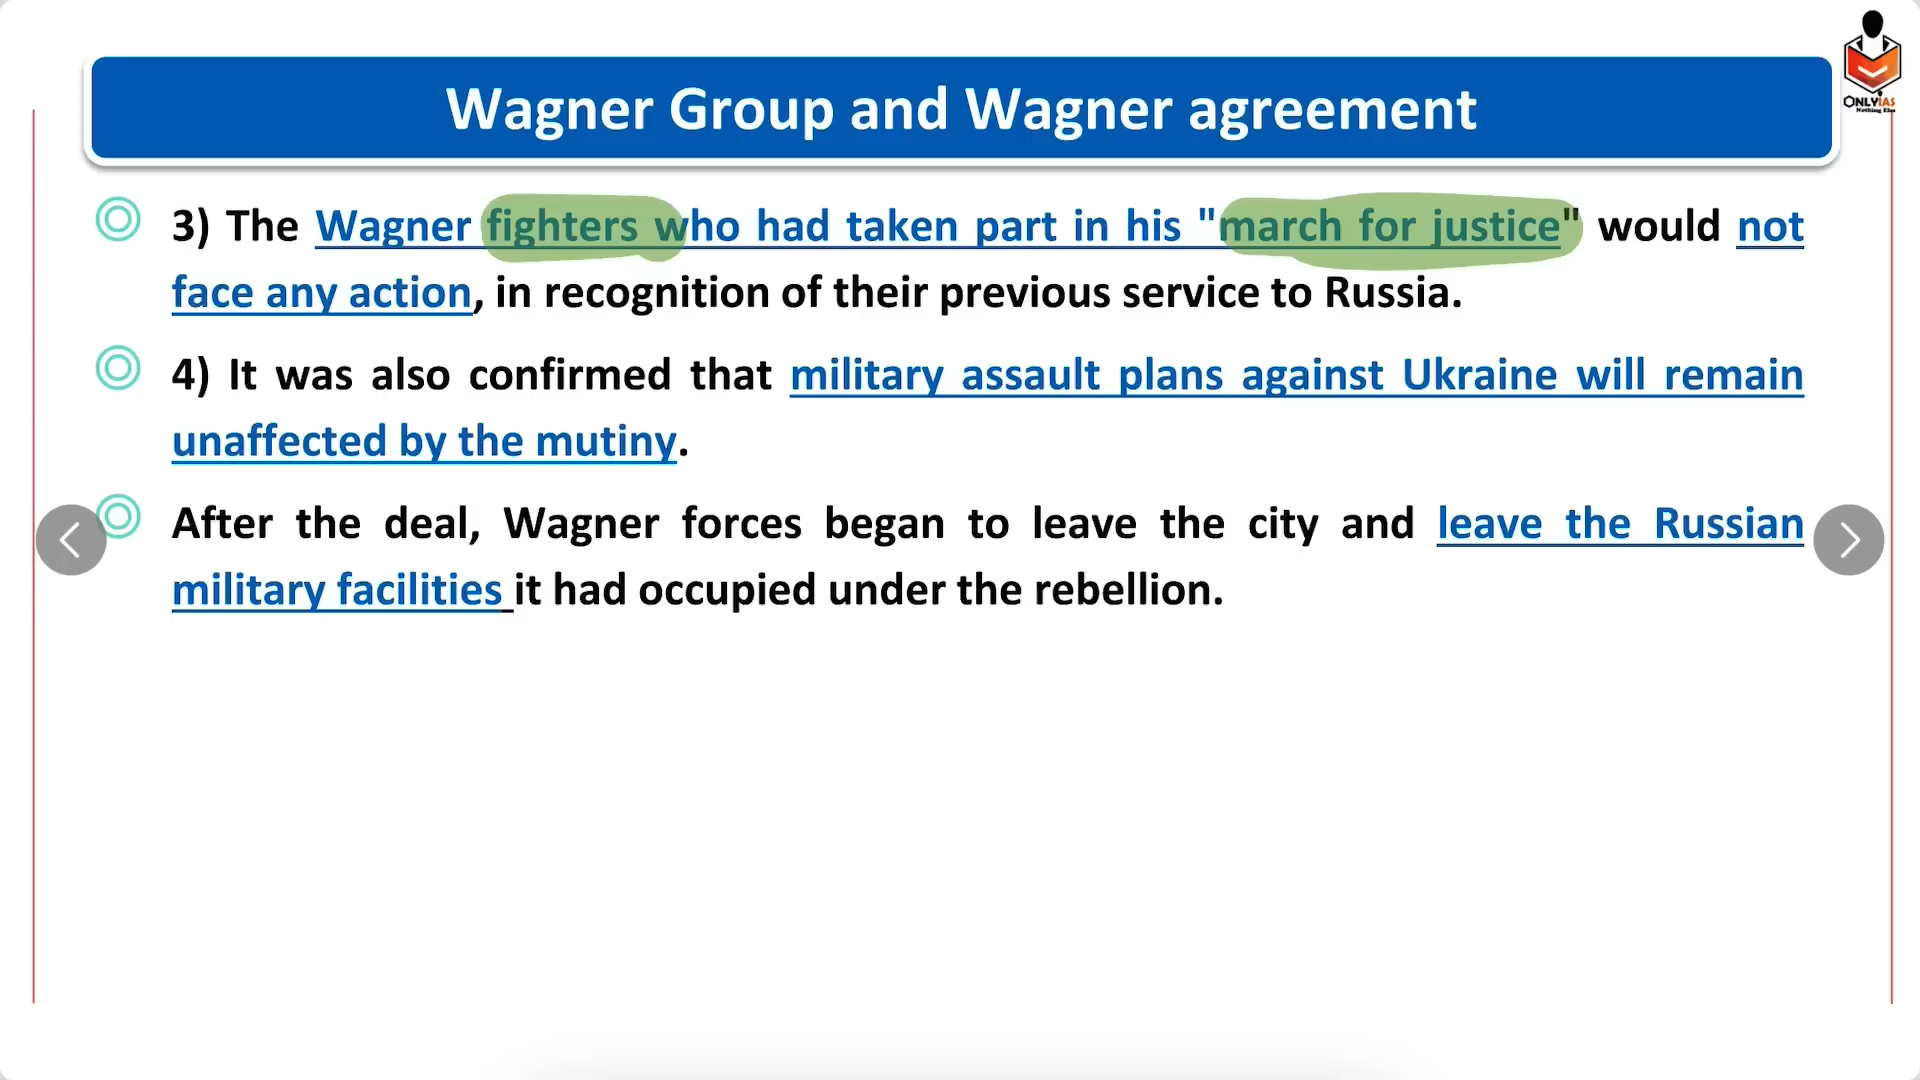 Wagner Group and Wagner agreement
ONLYIAS
Nothing Else
3) The Wagner fighters who had taken part in his "march for justice" would not
face any action, in recognition of their previous service to Russia.
4) It was also confirmed that military assault plans against Ukraine will remain
unaffected by the mutiny.
After the deal, Wagner forces began to leave the city and leave the Russian
military facilities it had occupied under the rebellion.